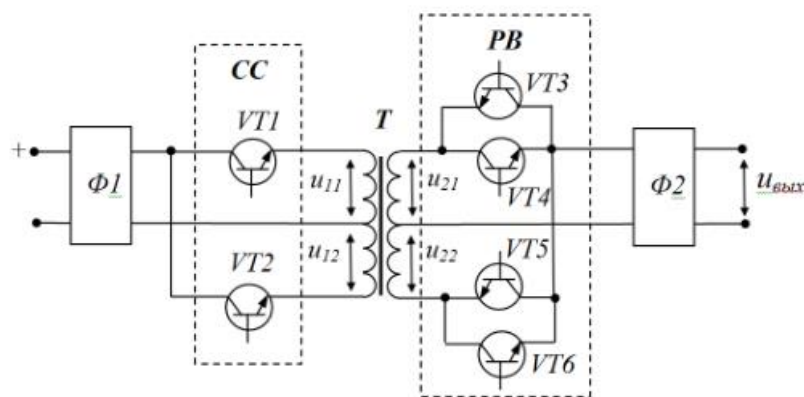 CC
PB
VT1
T
VT3
+
Ф1
u11
u21
VT4
Ф2
uвых
u12
VT2
u22
VT5
VT6